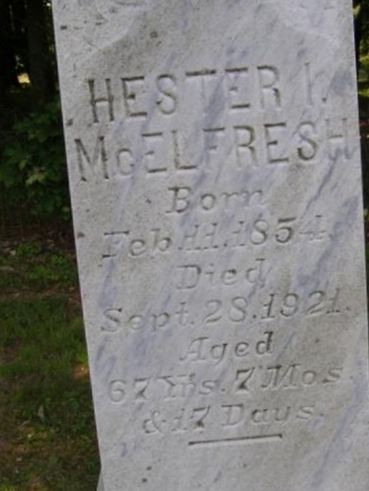 HESTER I.
McELFRESH
Born
Feb. 11. 1854.
Died
Sept. 28. 1921.
Aged
67 Yrs. 7 Mos.
& 17 Days.